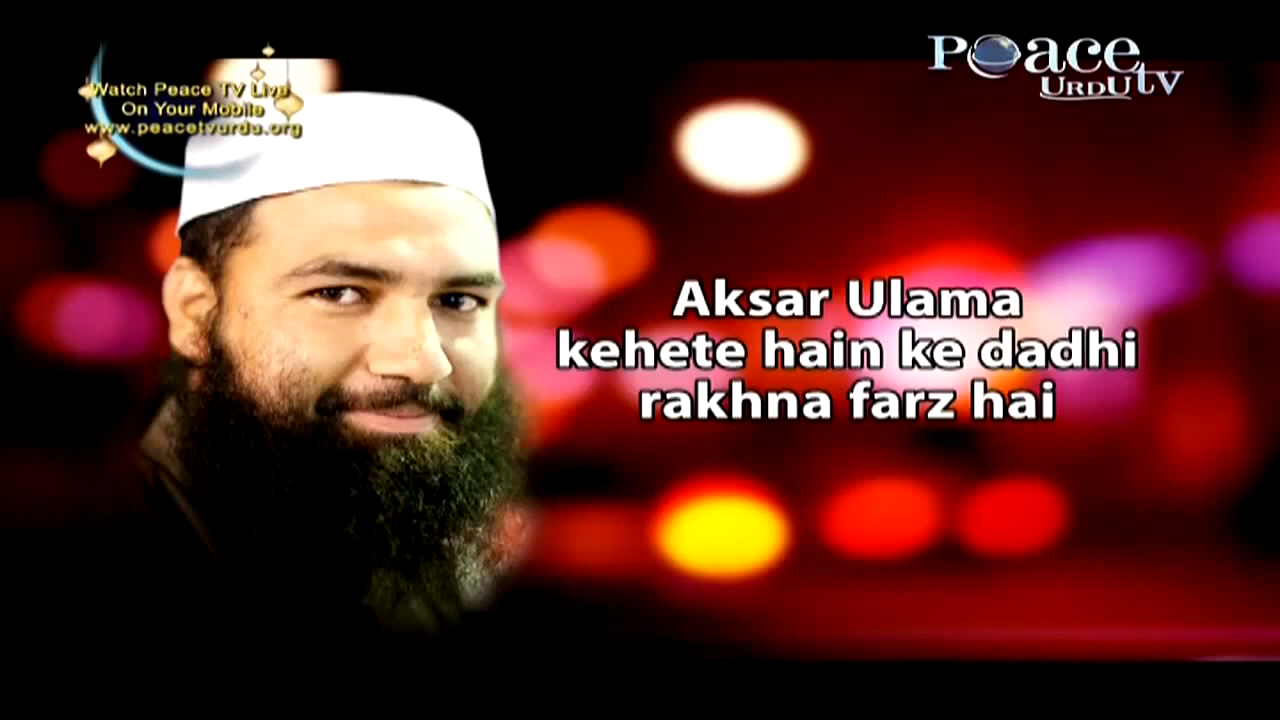 Watch Peace TV Live
On Your Mobile
www.peacetvurdu.org
Peace
URDU tv
Aksar Ulama
kehete hain ke dadhi
rakhna farz hai